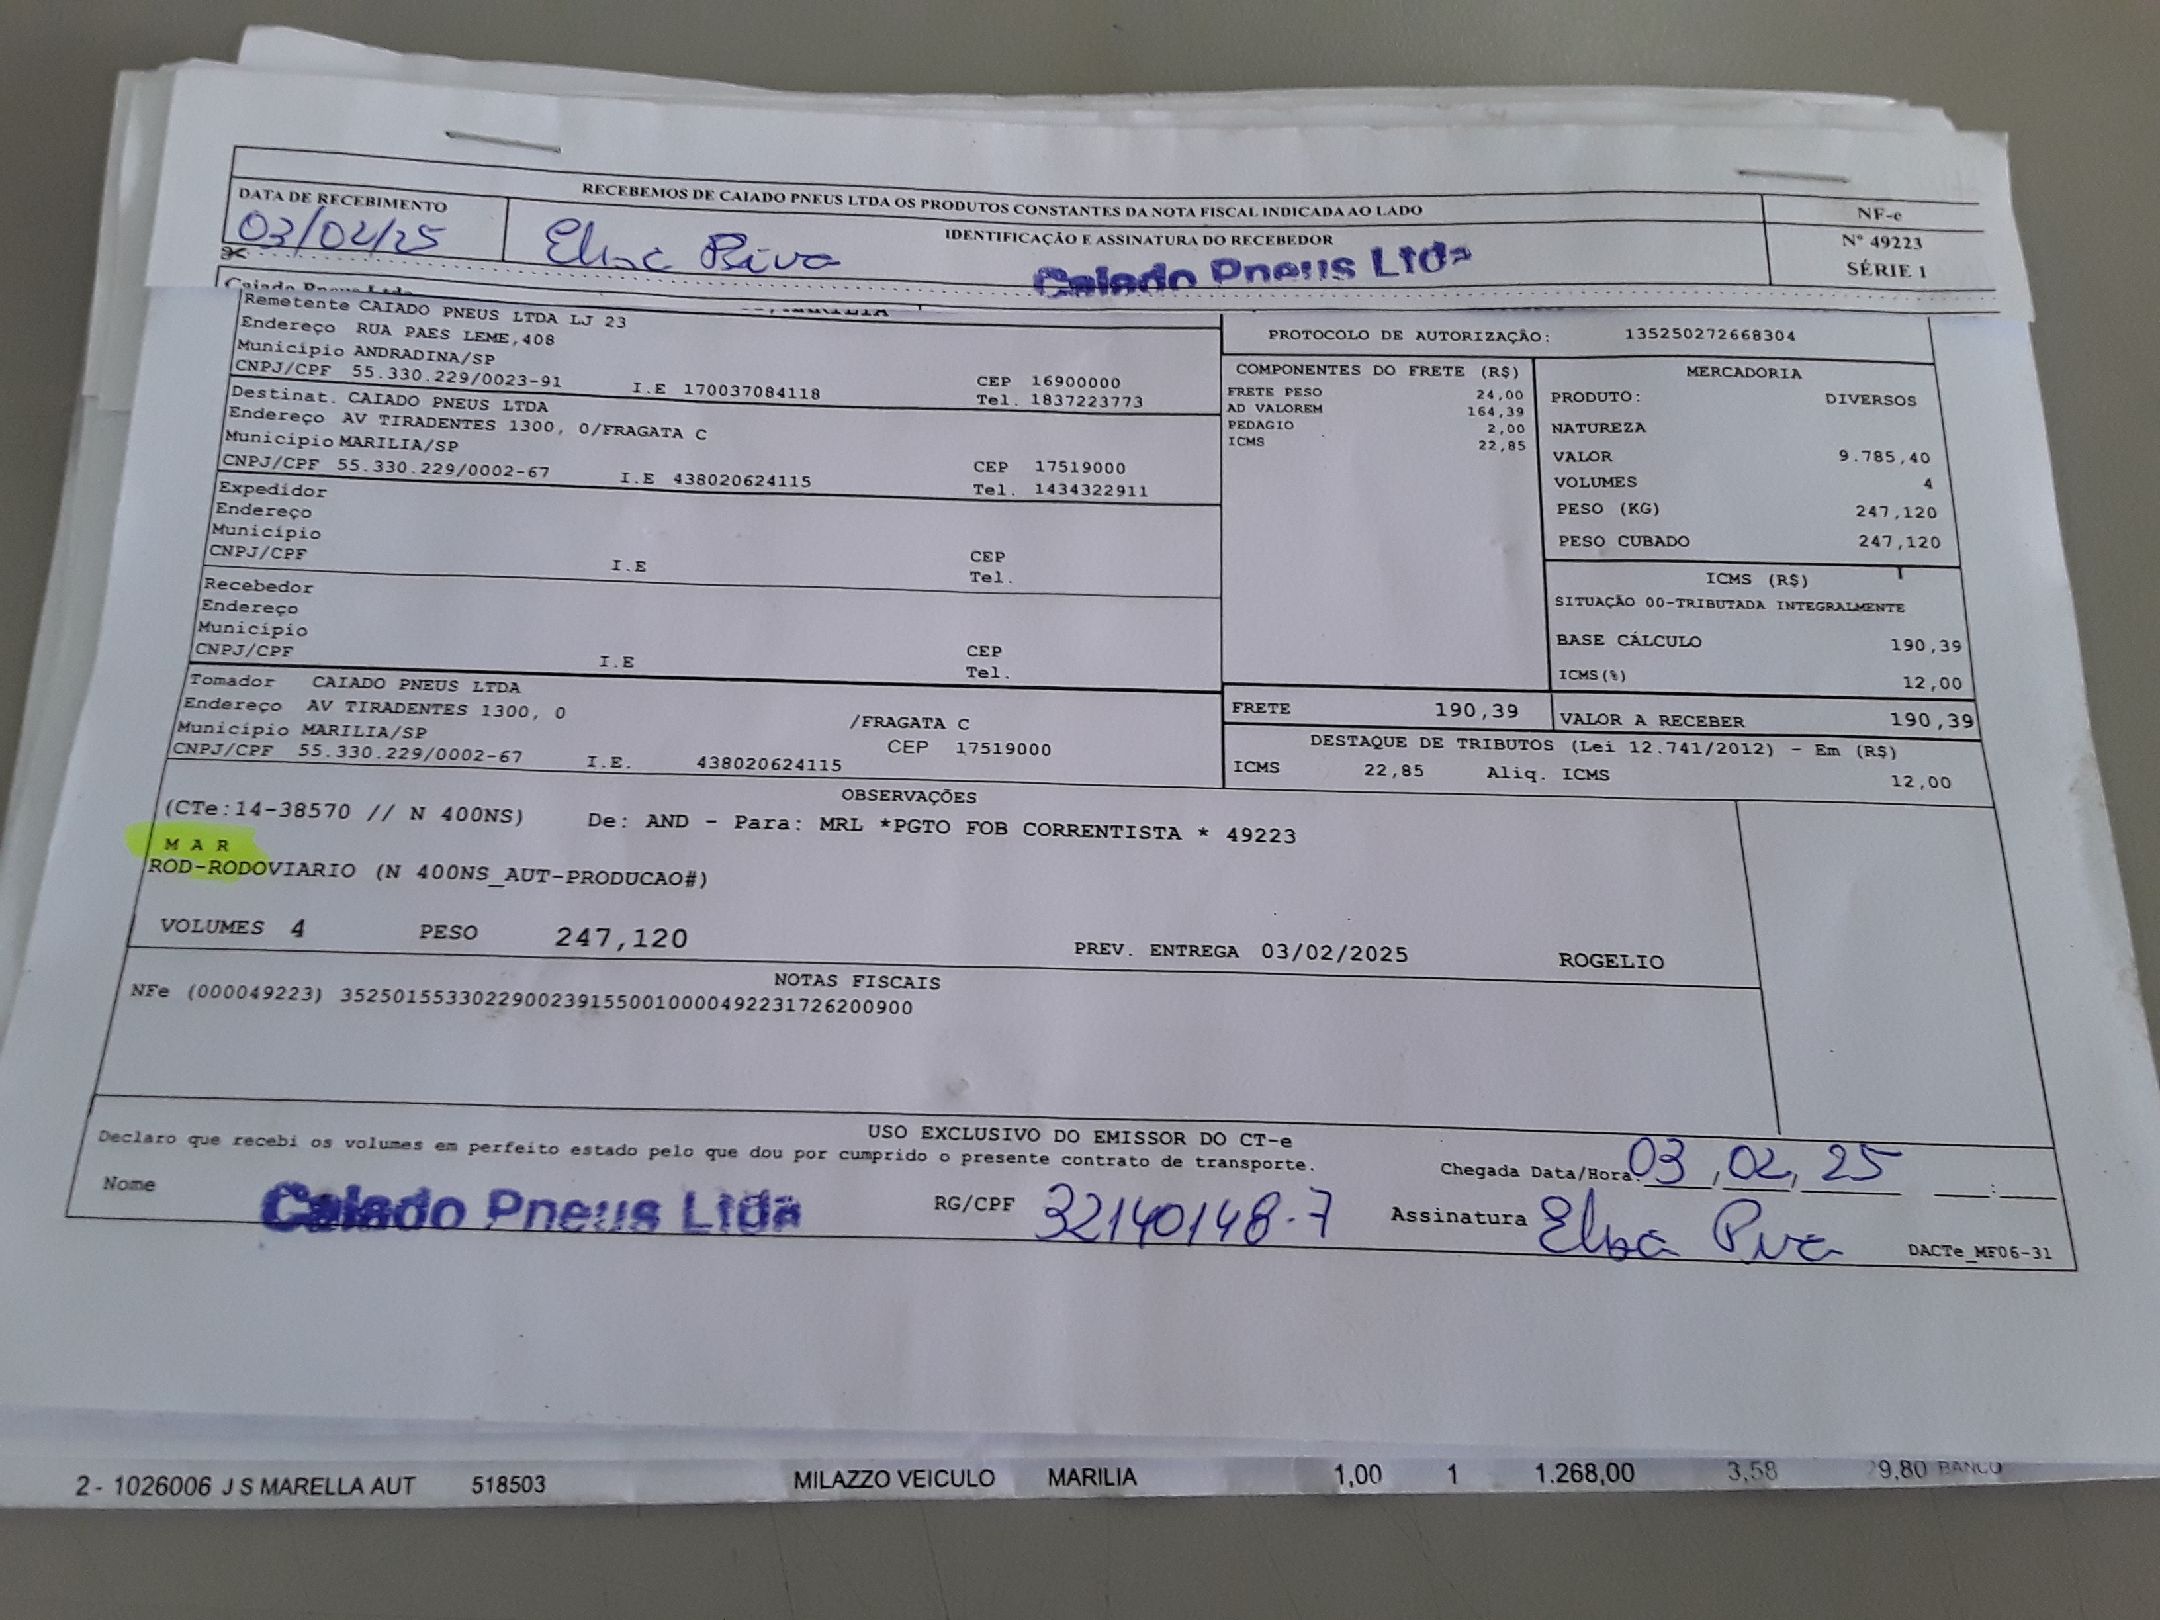 RECEBEMOS DE CAIADO PNEUS LTDA OS PRODUTOS CONSTANTES DA NOTA FISCAL INDICADA AO LADO
NF-e
Nº 49223
SÉRIE 1
DATA DE RECEBIMENTO
03/02/25
IDENTIFICAÇÃO E ASSINATURA DO RECEBEDOR
Caiado Pneus Ltda
Caiado Pneus Ltda
Remetente CAIADO PNEUS LTDA LJ 23
Endereço RUA PAES LEME,408
Município ANDRADINA/SP
CEP 16900000
CNPJ/CPF 55.330.229/0023-91 I.E 170037084118 Tel. 1837223773
Destinat. CAIADO PNEUS LTDA
Endereço AV TIRADENTES 1300, 0/FRAGATA C
Município MARILIA/SP
CEP 17519000
CNPJ/CPF 55.330.229/0002-67 I.E 438020624115 Tel. 1434322911
Expedidor
Endereço
Município
CEP
CNPJ/CPF I.E Tel.
Recebedor
Endereço
Município
CEP
CNPJ/CPF I.E Tel.
Tomador CAIADO PNEUS LTDA
Endereço AV TIRADENTES 1300, 0 /FRAGATA C
Município MARILIA/SP CEP 17519000
CNPJ/CPF 55.330.229/0002-67 I.E. 438020624115
PROTOCOLO DE AUTORIZAÇÃO: 135250272668304
COMPONENTES DO FRETE (R$)
FRETE PESO 24,00
AD VALOREM 164,39
PEDAGIO 2,00
ICMS 22,85
MERCADORIA
PRODUTO: DIVERSOS
NATUREZA
VALOR 9.785,40
VOLUMES 4
PESO (KG) 247,120
PESO CUBADO 247,120
ICMS (R$)
SITUAÇÃO 00-TRIBUTADA INTEGRALMENTE
BASE CÁLCULO 190,39
ICMS(%) 12,00
FRETE 190,39
VALOR A RECEBER 190,39
DESTAQUE DE TRIBUTOS (Lei 12.741/2012) - Em (R$)
ICMS 22,85 Aliq. ICMS 12,00
OBSERVAÇÕES
(CTe:14-38570 // N 400NS) De: AND - Para: MRL *PGTO FOB CORRENTISTA * 49223
M A R
ROD-RODOVIARIO (N 400NS_AUT-PRODUCAO#)
VOLUMES 4 PESO 247,120 PREV. ENTREGA 03/02/2025 ROGELIO
NOTAS FISCAIS
NFe (000049223) 35250155330229002391550010000492231726200900
USO EXCLUSIVO DO EMISSOR DO CT-e
Declaro que recebi os volumes em perfeito estado pelo que dou por cumprido o presente contrato de transporte.
Chegada Data/Hora 03, 02, 25 :
Nome Caiado Pneus Ltda RG/CPF 32140148-7 Assinatura
DACTe_MF06-31
2 - 1026006 J S MARELLA AUT 518503 MILAZZO VEICULO MARILIA 1,00 1 1.268,00 3,58 9,80 BANCO